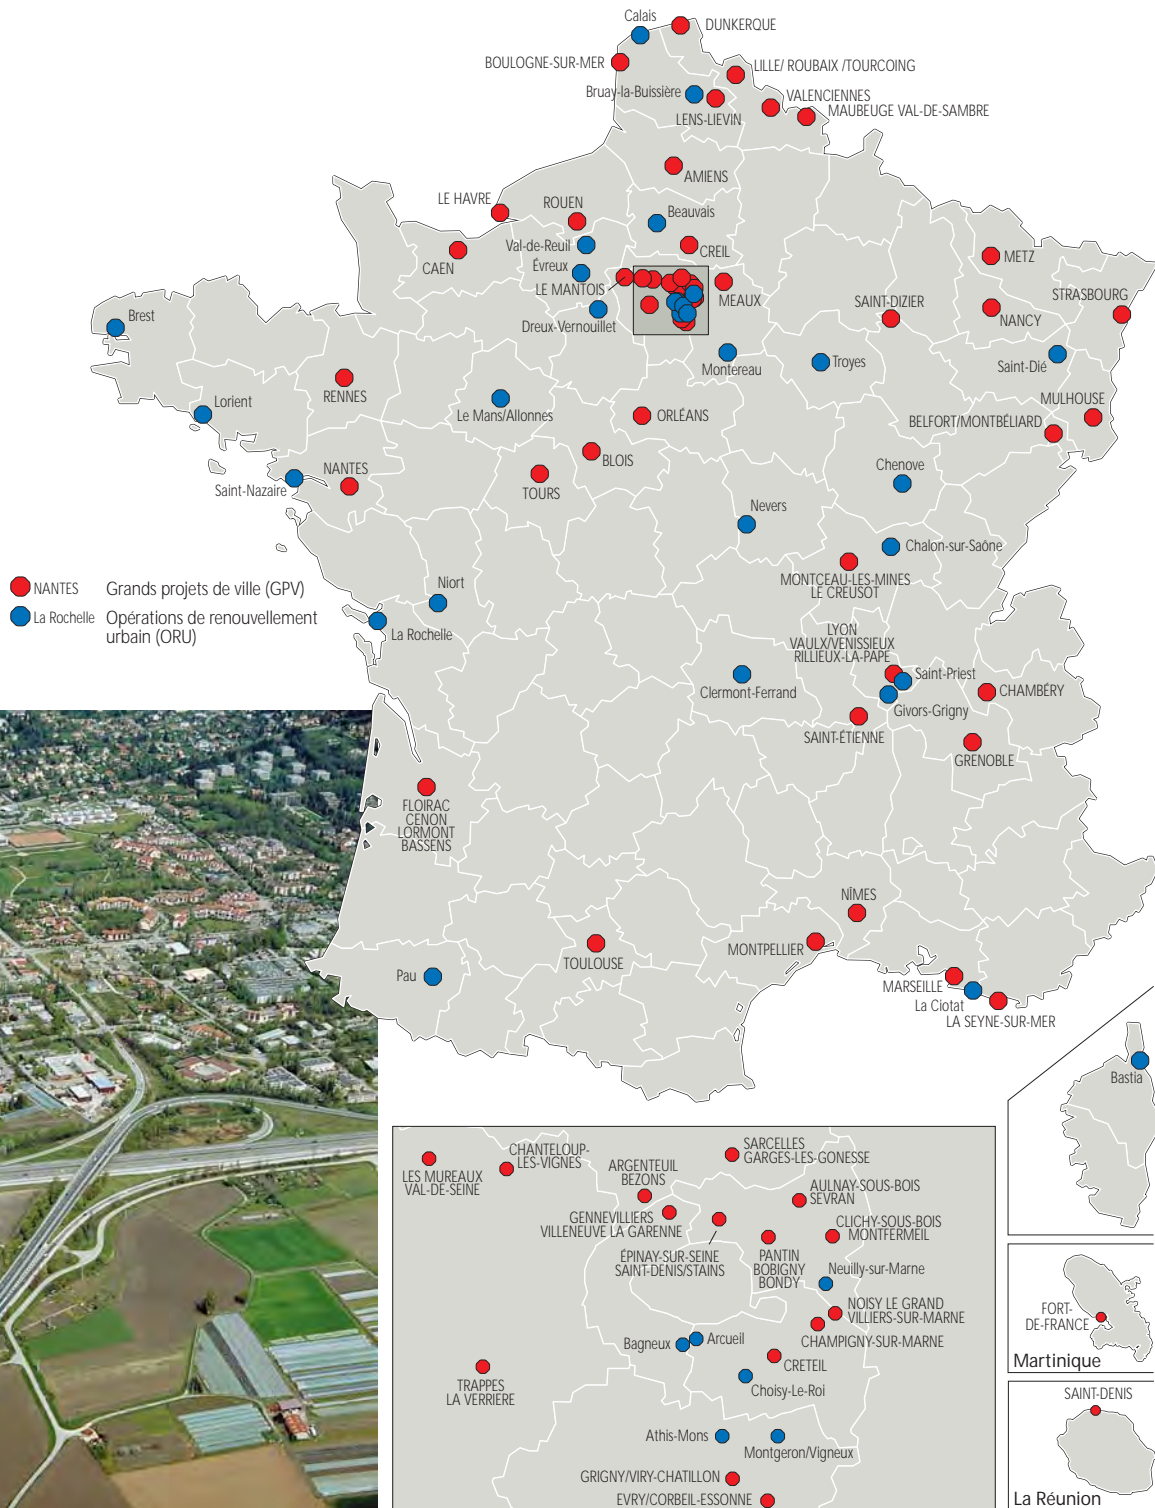 Calais
DUNKERQUE
BOULOGNE-SUR-MER
LILLE/ ROUBAIX /TOURCOING
Bruay-la-Buissière
VALENCIENNES
LENS-LIEVIN
MAUBEUGE VAL-DE-SAMBRE
AMIENS
LE HAVRE
ROUEN
Beauvais
Val-de-Reuil
CREIL
CAEN
Évreux
METZ
LE MANTOIS
MEAUX
SAINT-DIZIER
STRASBOURG
Brest
Dreux-Vernouillet
NANCY
Montereau
Troyes
Saint-Dié
RENNES
Lorient
Le Mans/Allonnes
ORLÉANS
MULHOUSE
BELFORT/MONTBÉLIARD
BLOIS
Chenove
NANTES
Saint-Nazaire
TOURS
Nevers
Chalon-sur-Saône
MONTCEAU-LES-MINES
LE CREUSOT
NANTES
Grands projets de ville (GPV)
La Rochelle
Opérations de renouvellement
urbain (ORU)
Niort
La Rochelle
LYON
VAULX/VENISSIEUX
RILLIEUX-LA-PAPE
Saint-Priest
Clermont-Ferrand
CHAMBÉRY
Givors-Grigny
SAINT-ÉTIENNE
GRENOBLE
FLOIRAC
CENON
LORMONT
BASSENS
NÎMES
MONTPELLIER
TOULOUSE
Pau
MARSEILLE
La Ciotat
LA SEYNE-SUR-MER
Bastia
SARCELLES
GARGES-LES-GONESSE
CHANTELOUP-
LES-VIGNES
LES MUREAUX
VAL-DE-SEINE
ARGENTEUIL
BEZONS
AULNAY-SOUS-BOIS
SEVRAN
GENNEVILLIERS
VILLENEUVE LA GARENNE
CLICHY-SOUS-BOIS
MONTFERMEIL
ÉPINAY-SUR-SEINE
SAINT-DENIS/STAINS
PANTIN
BOBIGNY
BONDY
Neuilly-sur-Marne
NOISY LE GRAND
VILLIERS-SUR-MARNE
CHAMPIGNY-SUR-MARNE
Bagneux
Arcueil
CRETEIL
TRAPPES
LA VERRIERE
Choisy-Le-Roi
Athis-Mons
Montgeron/Vigneux
GRIGNY/VIRY-CHATILLON
EVRY/CORBEIL-ESSONNE
FORT-
DE-FRANCE
Martinique
SAINT-DENIS
La Réunion